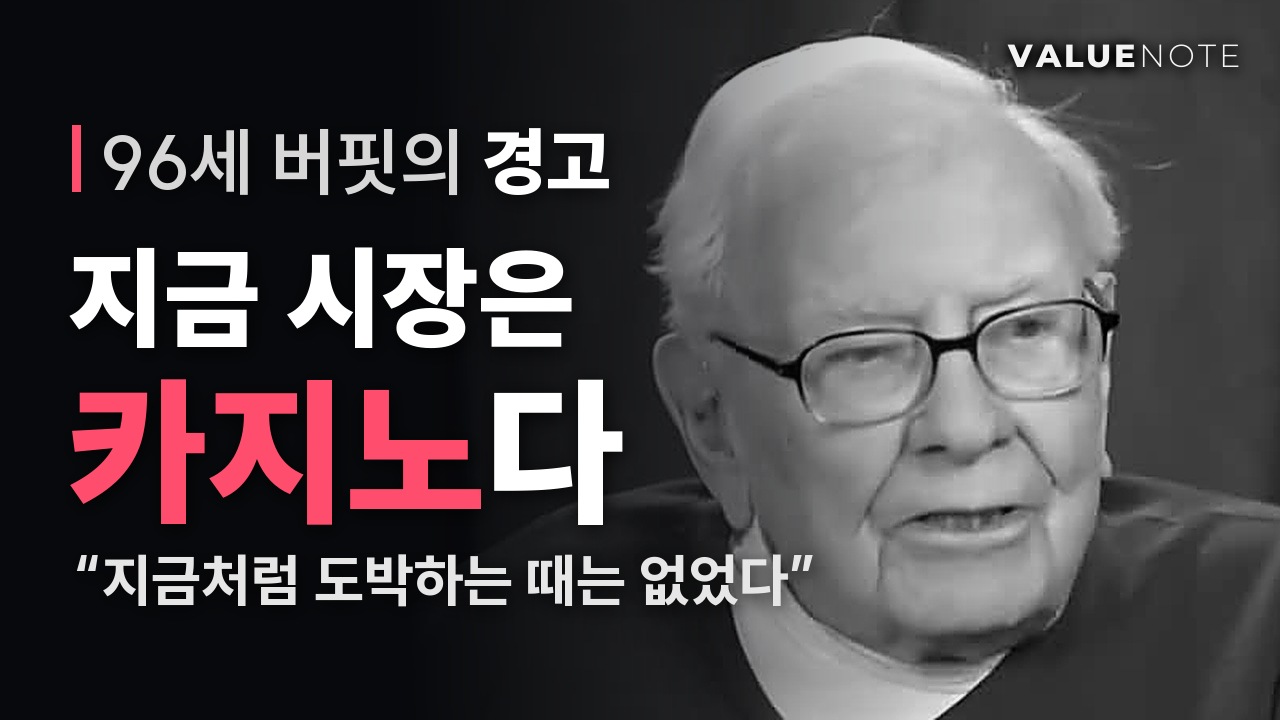 VALUENOTE
96세 버핏의 경고
지금 시장은
카지노다
“지금처럼 도박하는 때는 없었다”